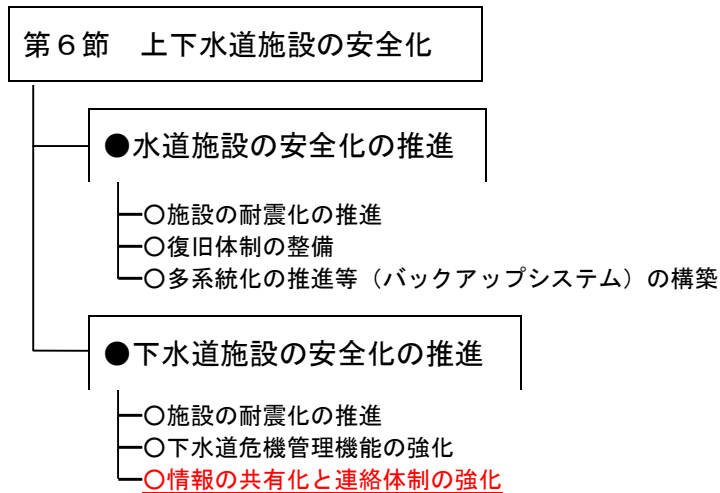 第６節　上下水道施設の安全化
●水道施設の安全化の推進
○施設の耐震化の推進
○復旧体制の整備
○多系統化の推進等（バックアップシステム）の構築
●下水道施設の安全化の推進
○施設の耐震化の推進
○下水道危機管理機能の強化
○情報の共有化と連絡体制の強化